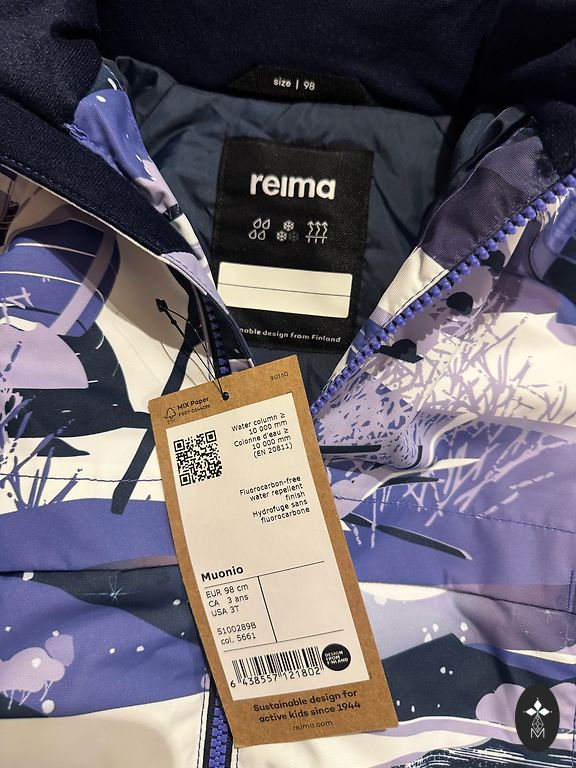 size | 98
reima
nable design from Finland
MIX Paper
90160
Water column ≥
10 000 mm
Colonne d'eau ≥
10 000 mm
(EN 20811)
Fluorocarbon-free
water repellent
finish
Hydrofuge sans
fluorocarbone
Muonio
EUR 98 cm
CA 3 ans
USA 3T
5100289B
col. 5661
DESIGN
FROM
FINLAND
6 438557 121802
Sustainable design for
active kids since 1944
reima.com
M